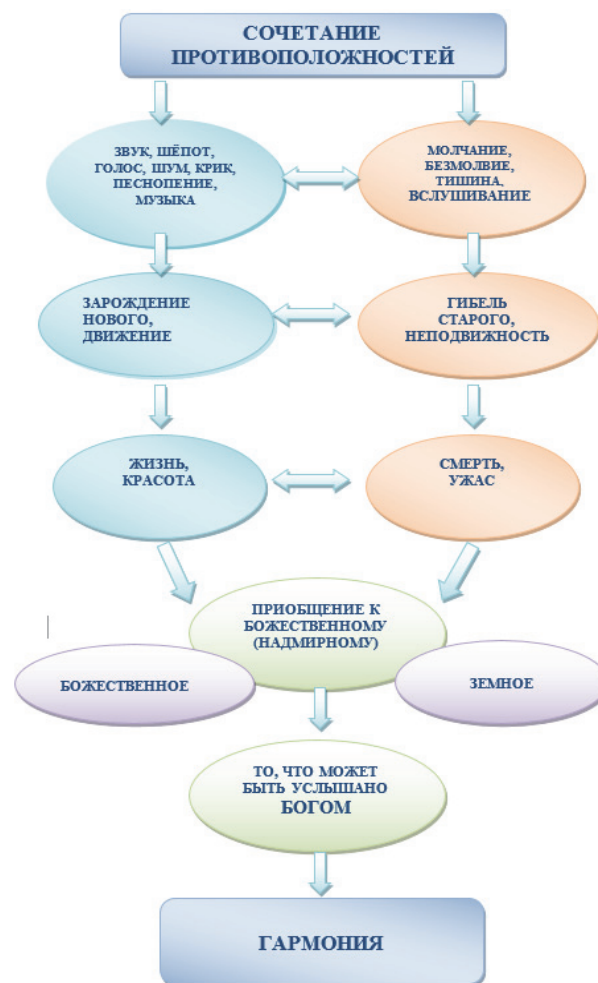 СОЧЕТАНИЕ
ПРОТИВОПОЛОЖНОСТЕЙ
ЗВУК, ШЁПОТ,
ГОЛОС, ШУМ, КРИК,
ПЕСНОПЕНИЕ,
МУЗЫКА
МОЛЧАНИЕ,
БЕЗМОЛВИЕ,
ТИШИНА,
ВСЛУШИВАНИЕ
ЗАРОЖДЕНИЕ
НОВОГО,
ДВИЖЕНИЕ
ГИБЕЛЬ
СТАРОГО,
НЕПОДВИЖНОСТЬ
ЖИЗНЬ,
КРАСОТА
СМЕРТЬ,
УЖАС
ПРИОБЩЕНИЕ К
БОЖЕСТВЕННОМУ
(НАДМИРНОМУ)
БОЖЕСТВЕННОЕ
ЗЕМНОЕ
ТО, ЧТО МОЖЕТ
БЫТЬ УСЛЫШАНО
БОГОМ
ГАРМОНИЯ